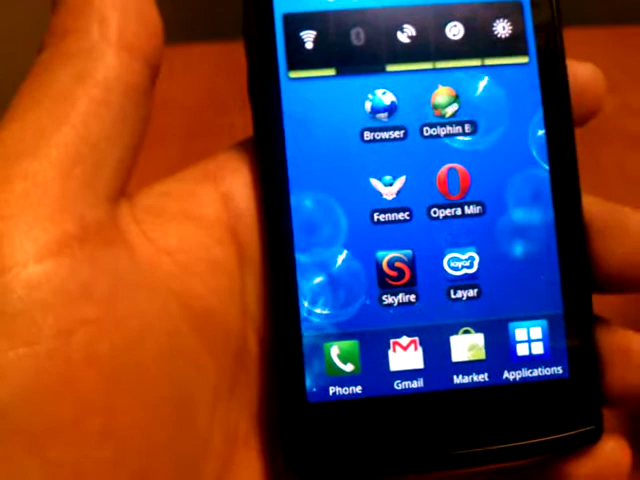 Browser Dolphin B
Fennec Opera Min
Skyfire Layar
layar
Phone Gmail Market Applications